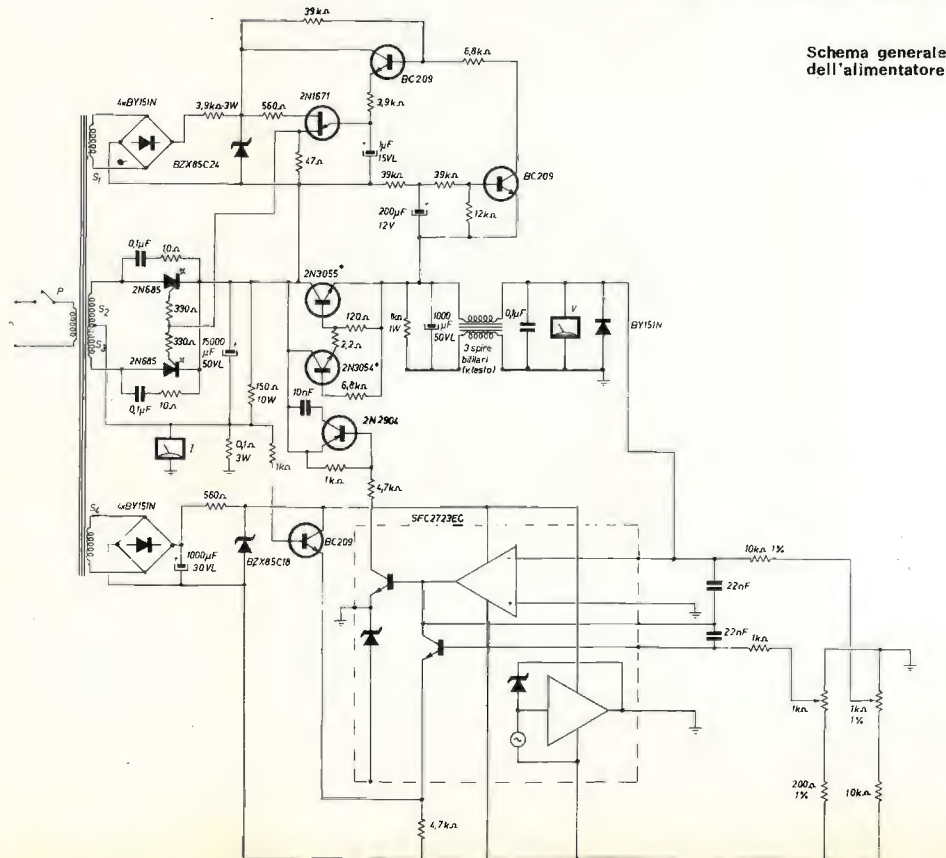 Schema generale
dell'alimentatore
39kΩ
BC209
6,8kΩ
4xBY151N
3,9kΩ 3W
560Ω
2N1671
3,9kΩ
BZX85C24
1µF
15VL
47Ω
S1
39kΩ
39kΩ
BC209
200µF
12V
12kΩ
0,1µF
10Ω
2N685
2N3055*
P
S2
S3
330Ω
330Ω
15000
µF
50VL
120Ω
2,2Ω
2N3054*
6,8kΩ
1kΩ
1W
1000
µF
50VL
3 spire
bifilari
(v.testo)
0,1µF
V
BY151N
2N685
0,1µF
10Ω
150Ω
10W
10nF
2N2904
I
0,1Ω
3W
1kΩ
1kΩ
4,7kΩ
S4
4xBY151N
560Ω
1000µF
30VL
BZX85C18
BC209
SFC2723EC
10kΩ 1%
22nF
22nF
1kΩ
1kΩ
1kΩ
1%
200Ω
1%
10kΩ
4,7kΩ